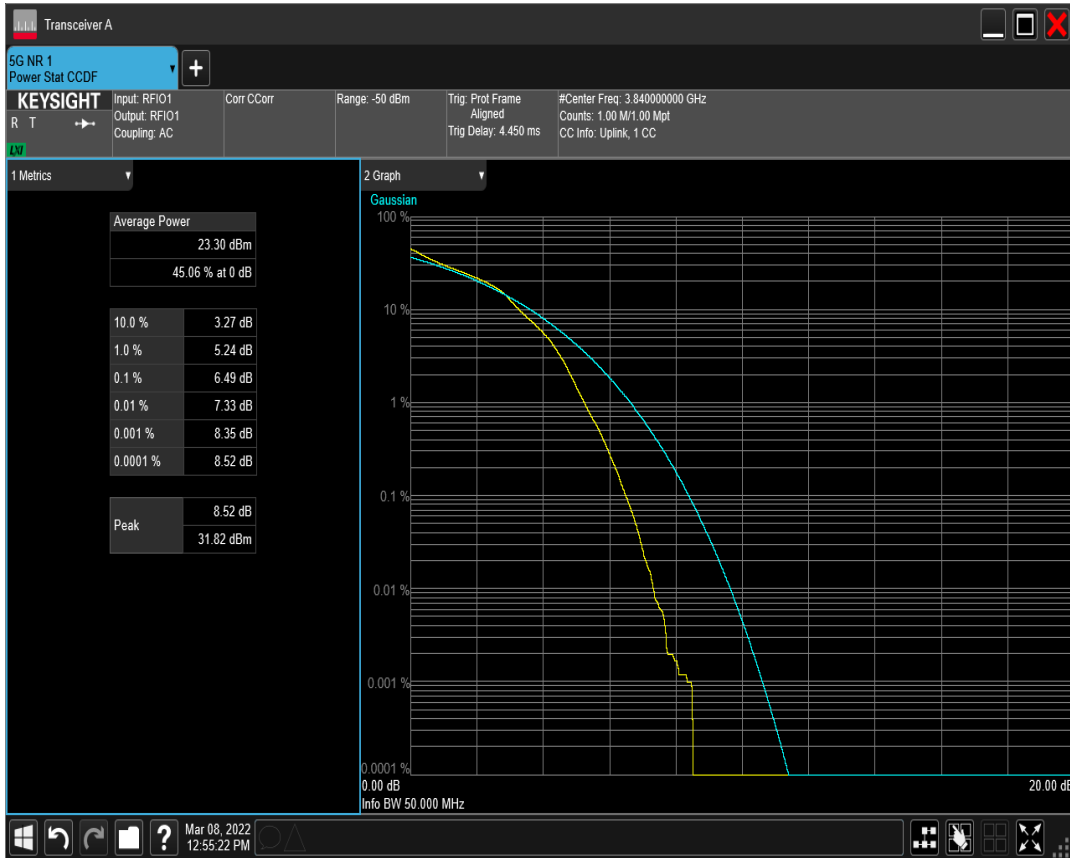 Transceiver A
5G NR 1
Power Stat CCDF
+
KEYSIGHT
R T
LXI
Input: RFIO1
Output: RFIO1
Coupling: AC
Corr CCorr
Range: -50 dBm
Trig: Prot Frame
Aligned
Trig Delay: 4.450 ms
#Center Freq: 3.840000000 GHz
Counts: 1.00 M/1.00 Mpt
CC Info: Uplink, 1 CC
1 Metrics
Average Power
23.30 dBm
45.06 % at 0 dB
10.0 % 3.27 dB
1.0 % 5.24 dB
0.1 % 6.49 dB
0.01 % 7.33 dB
0.001 % 8.35 dB
0.0001 % 8.52 dB
Peak
8.52 dB
31.82 dBm
2 Graph
Gaussian
100 %
10 %
1 %
0.1 %
0.01 %
0.001 %
0.0001 %
0.00 dB
20.00 dB
Info BW 50.000 MHz
?
Mar 08, 2022
12:55:22 PM